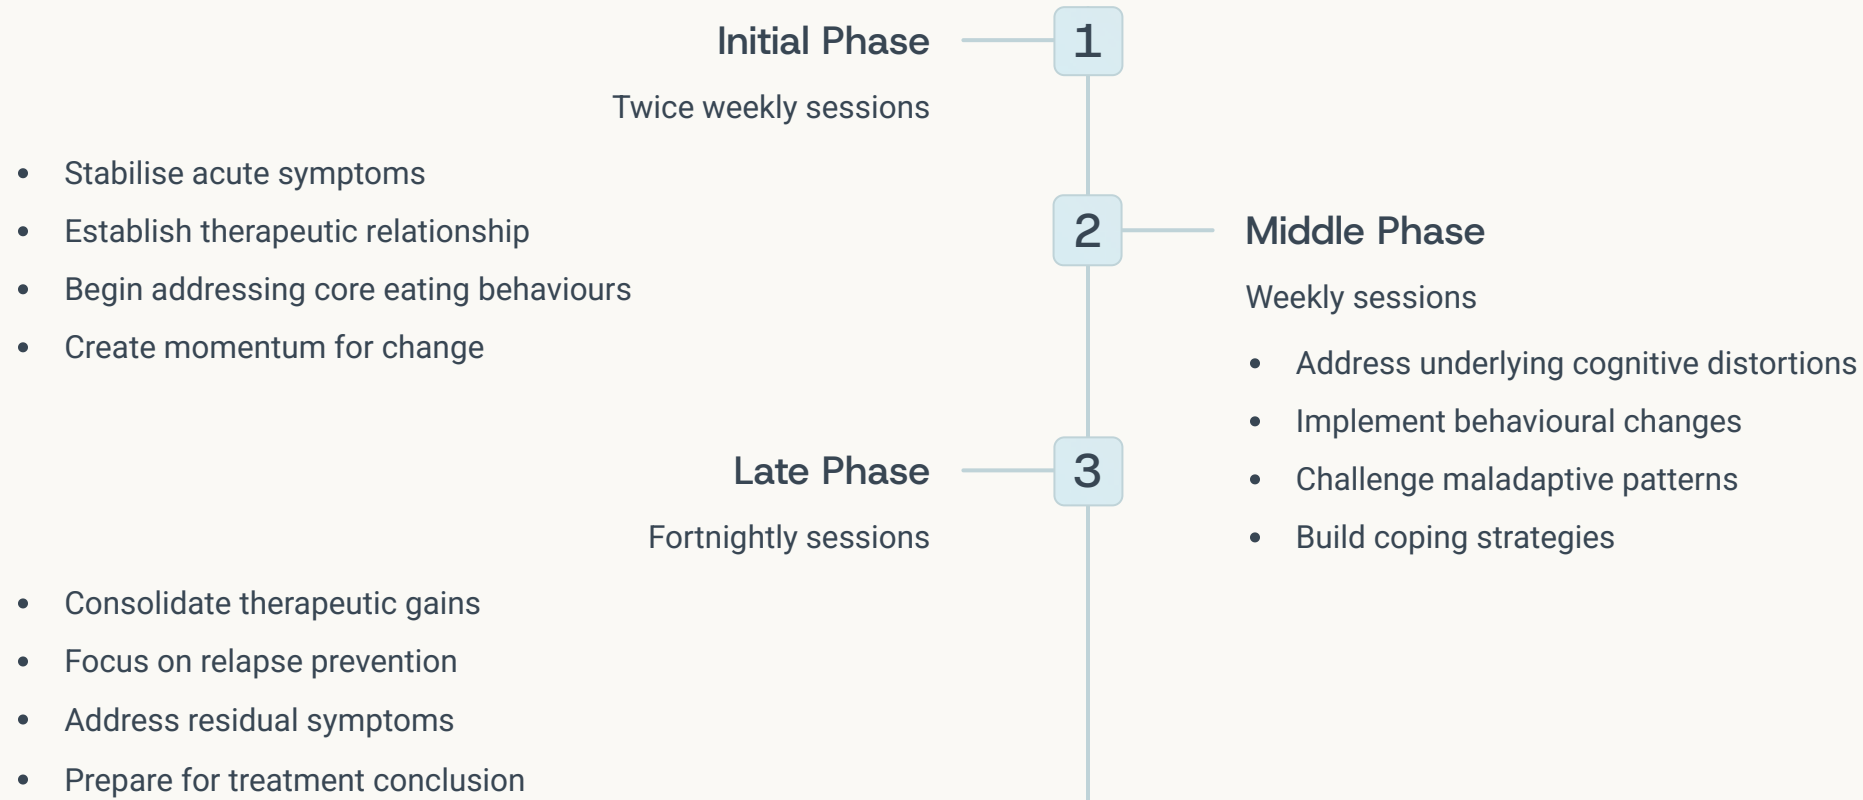 1
Initial Phase
Twice weekly sessions
• Stabilise acute symptoms
• Establish therapeutic relationship
• Begin addressing core eating behaviours
• Create momentum for change
2
Middle Phase
Weekly sessions
• Address underlying cognitive distortions
• Implement behavioural changes
• Challenge maladaptive patterns
• Build coping strategies
3
Late Phase
Fortnightly sessions
• Consolidate therapeutic gains
• Focus on relapse prevention
• Address residual symptoms
• Prepare for treatment conclusion